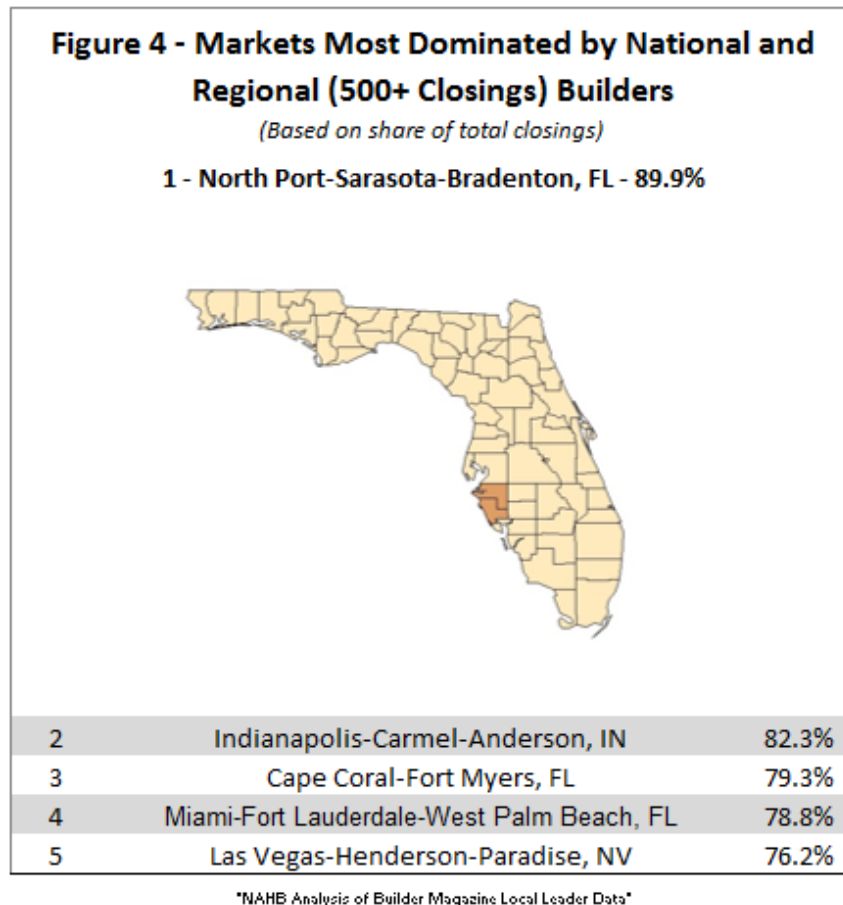 Figure 4 - Markets Most Dominated by National and
Regional (500+ Closings) Builders
(Based on share of total closings)
1 - North Port-Sarasota-Bradenton, FL - 89.9%
2 Indianapolis-Carmel-Anderson, IN 82.3%
3 Cape Coral-Fort Myers, FL 79.3%
4 Miami-Fort Lauderdale-West Palm Beach, FL 78.8%
5 Las Vegas-Henderson-Paradise, NV 76.2%
"NAHB Analysis of Builder Magazine Local Leader Data"